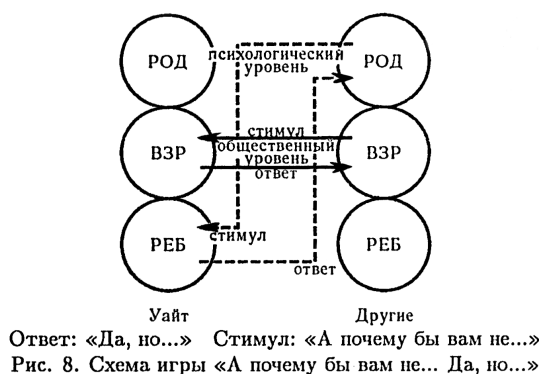 РОД
психологический
уровень
РОД
ВЗР
стимул
общественный
уровень
ответ
ВЗР
РЕБ
стимул
ответ
РЕБ
Уайт
Другие
Ответ: «Да, но...» Стимул: «А почему бы вам не...»
Рис. 8. Схема игры «А почему бы вам не... Да, но...»